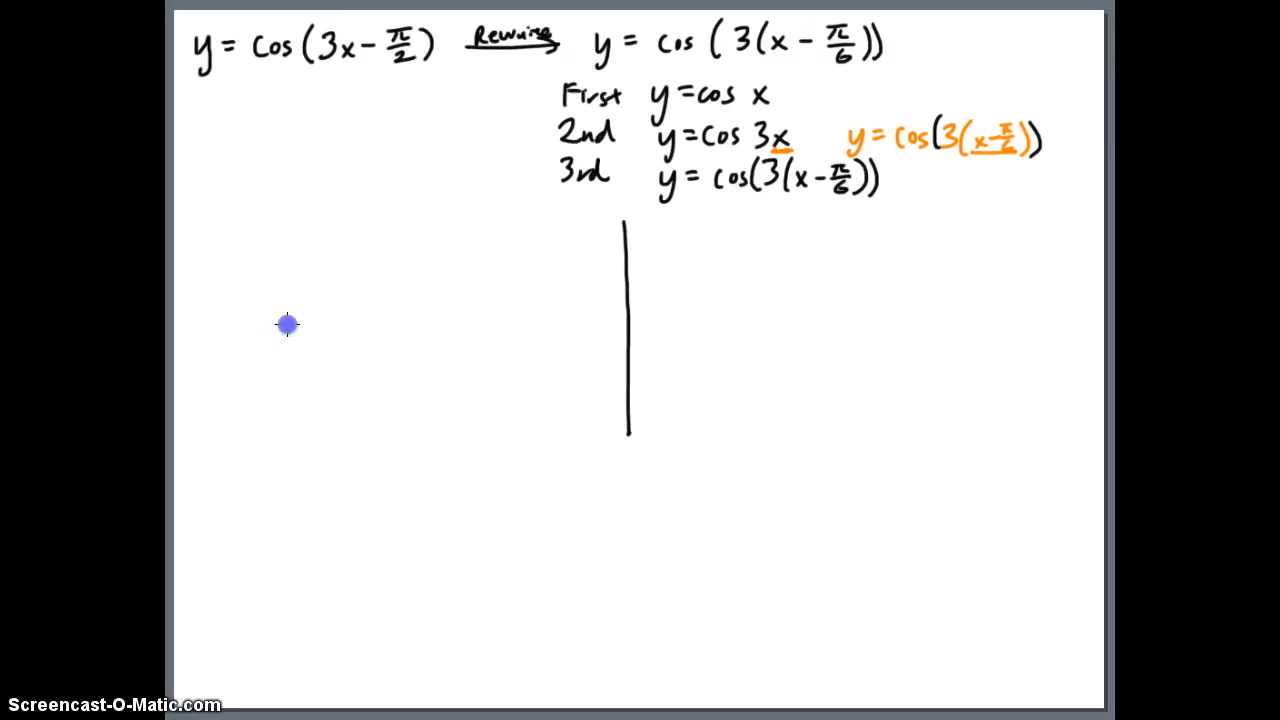 y = cos(3x - π/2) Rewrite y = cos(3(x - π/6))
First y = cos x
2nd y = cos 3x y = cos(3(x - π/6))
3rd y = cos(3(x - π/6))
Screencast-O-Matic.com